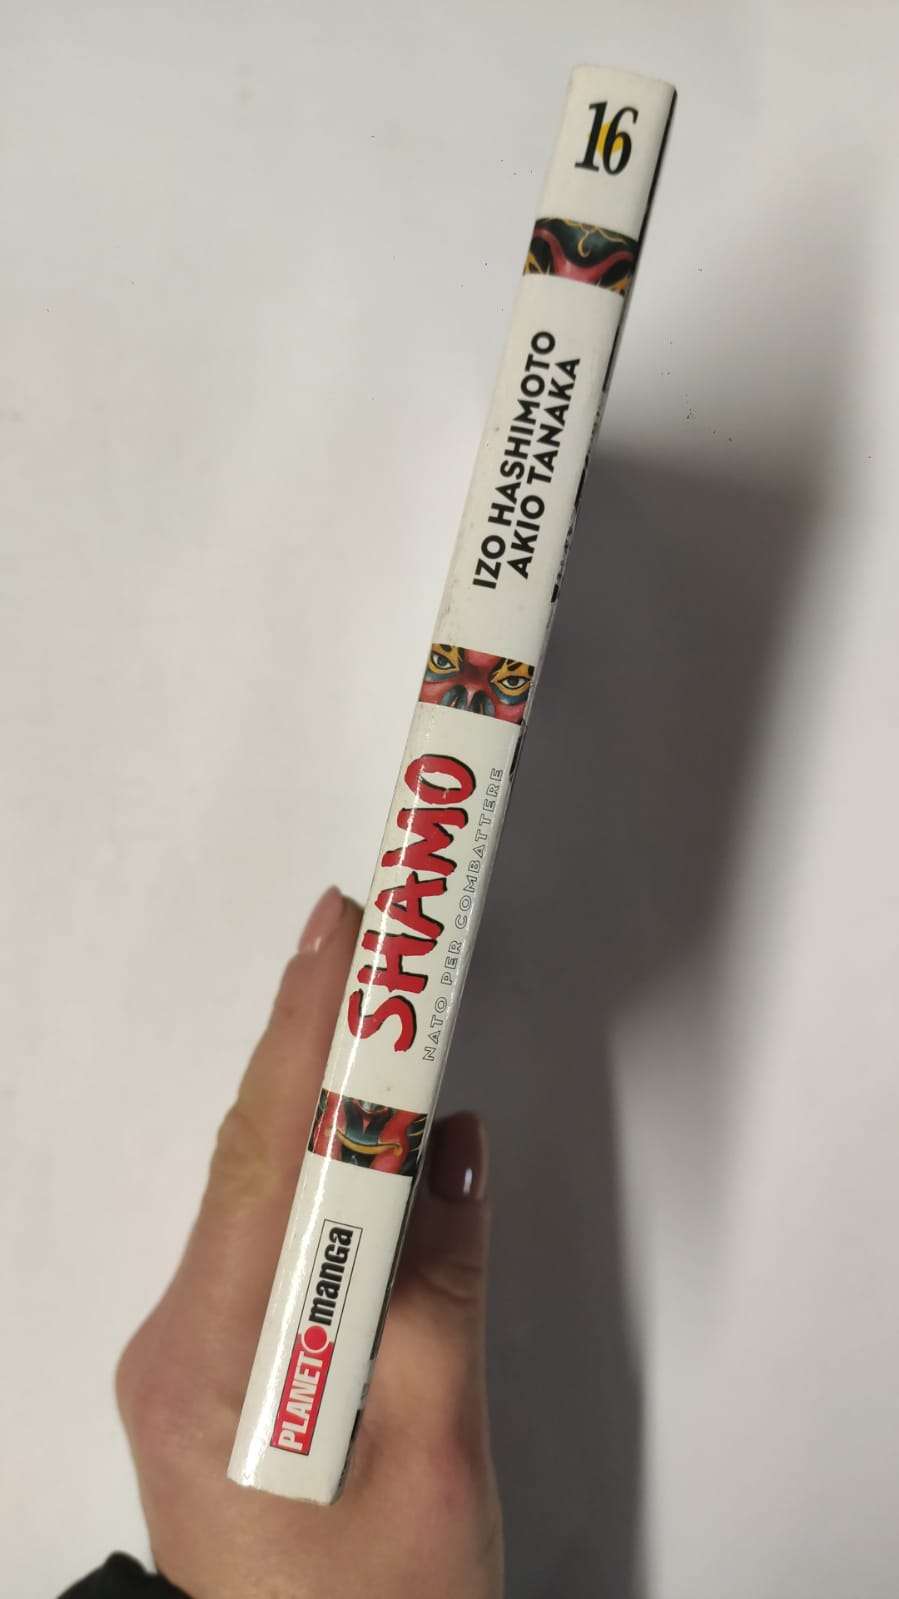 16
IZO HASHIMOTO
AKIO TANAKA
SHAMO
NATO PER COMBATTERE
PLANET manga